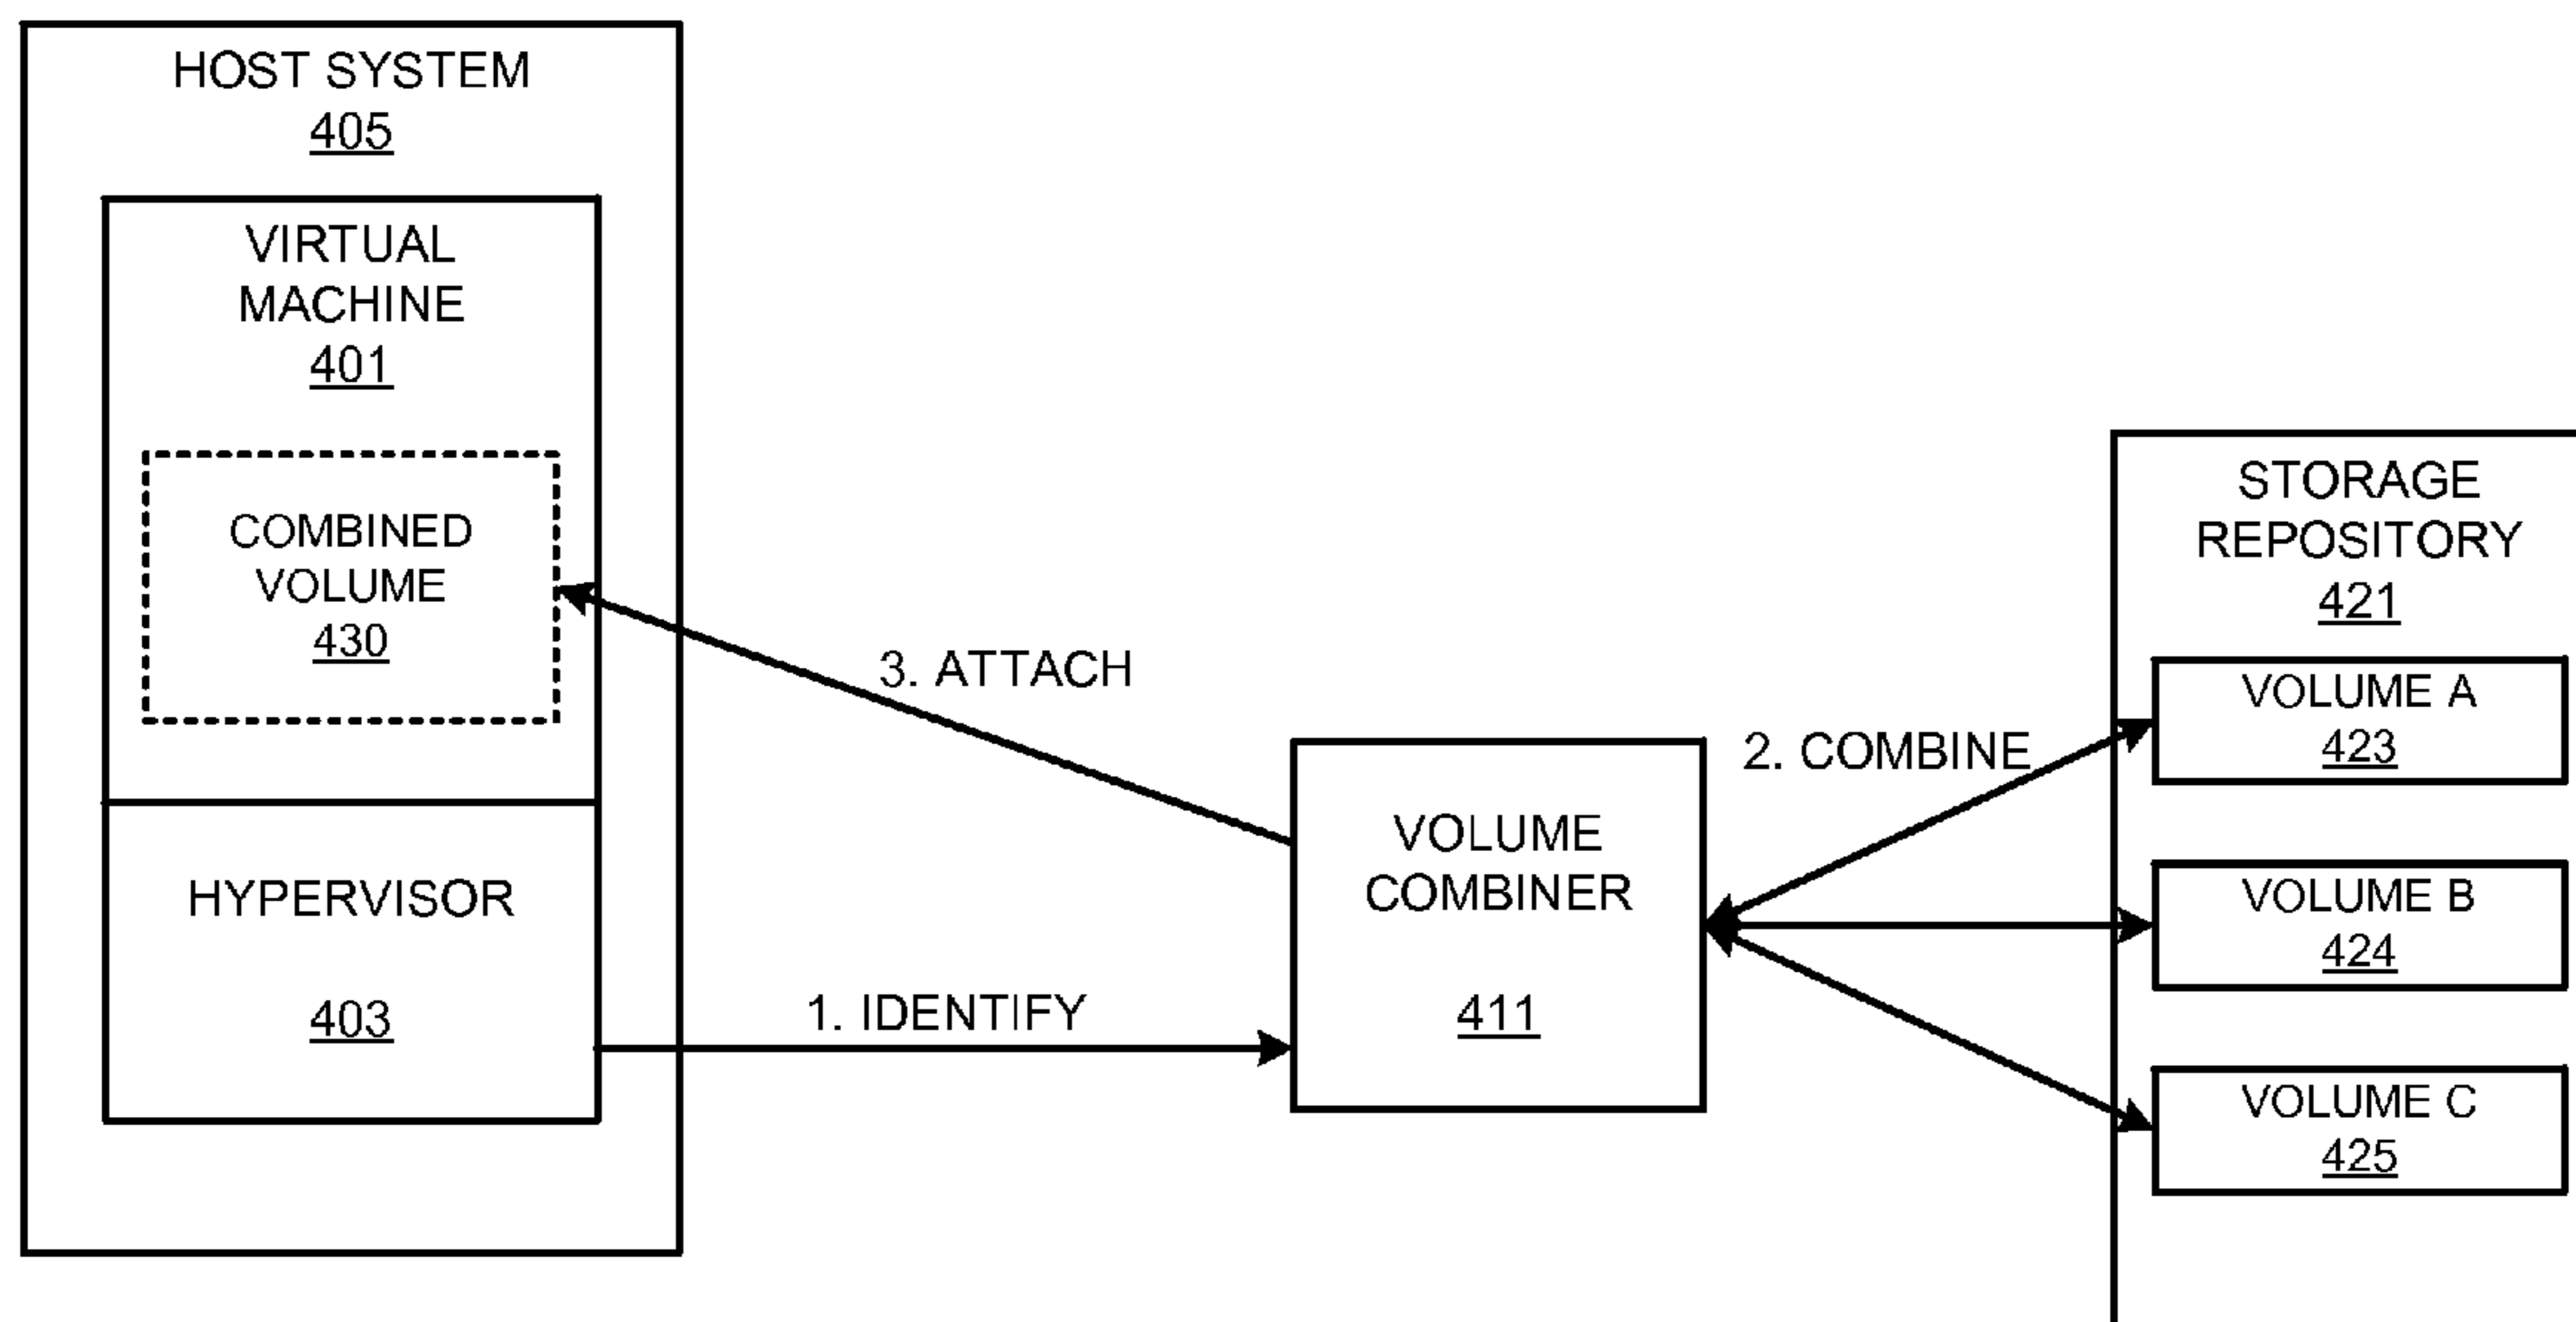 HOST SYSTEM
405
VIRTUAL
MACHINE
401
COMBINED
VOLUME
430
HYPERVISOR
403
3. ATTACH
1. IDENTIFY
VOLUME
COMBINER
411
2. COMBINE
STORAGE
REPOSITORY
421
VOLUME A
423
VOLUME B
424
VOLUME C
425